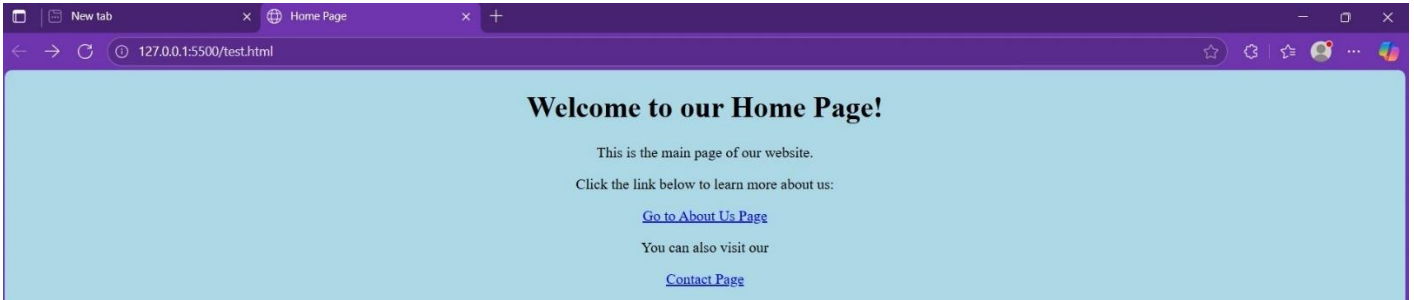 New tab
Home Page
127.0.0.1:5500/test.html
Welcome to our Home Page!
This is the main page of our website.
Click the link below to learn more about us:
Go to About Us Page
You can also visit our
Contact Page